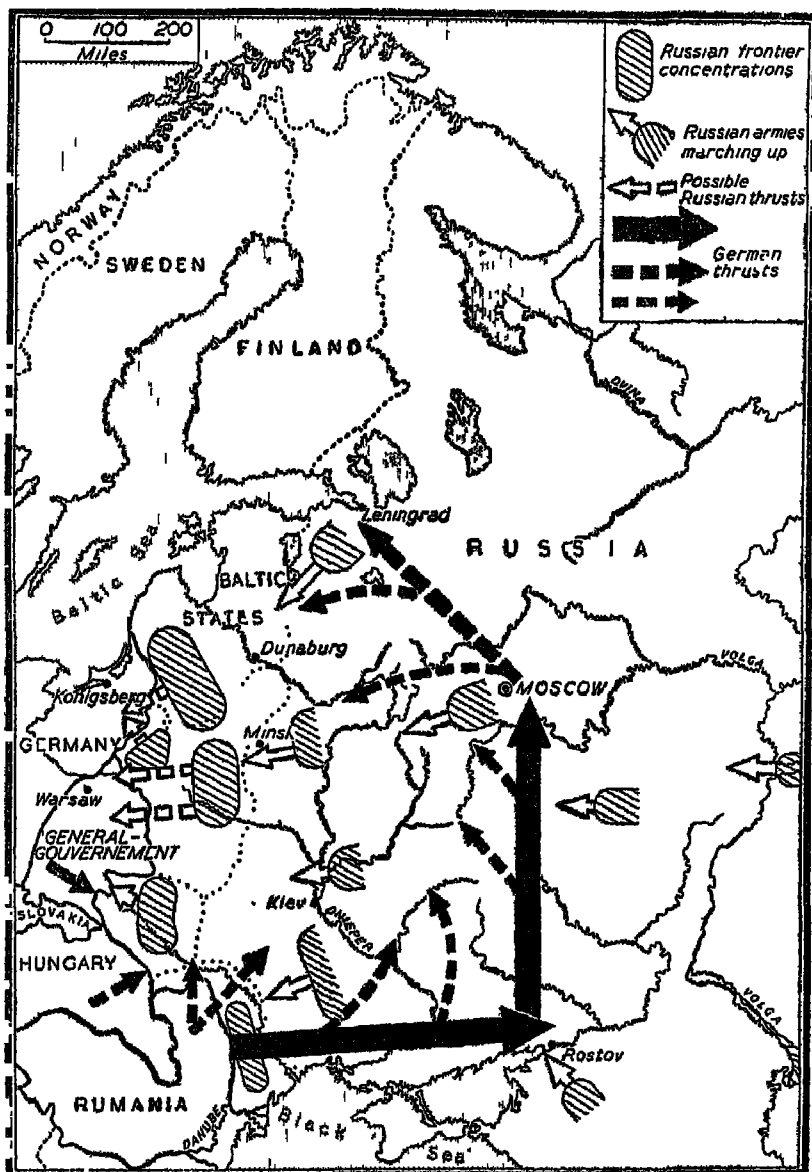 0 100 200
Miles
Russian frontier
concentrations
Russian armies
marching up
Possible
Russian thrusts
German
thrusts
NORWAY
SWEDEN
FINLAND
DVINA
Leningrad
RUSSIA
Baltic Sea
BALTIC
STATES
Dunaburg
VOLGA
Königsberg
MOSCOW
GERMANY
Minsk
Warsaw
GENERAL-
GOUVERNEMENT
SLOVAKIA
Kiev
DNIEPER
HUNGARY
VOLGA
Rostov
RUMANIA
DANUBE
Black
Sea